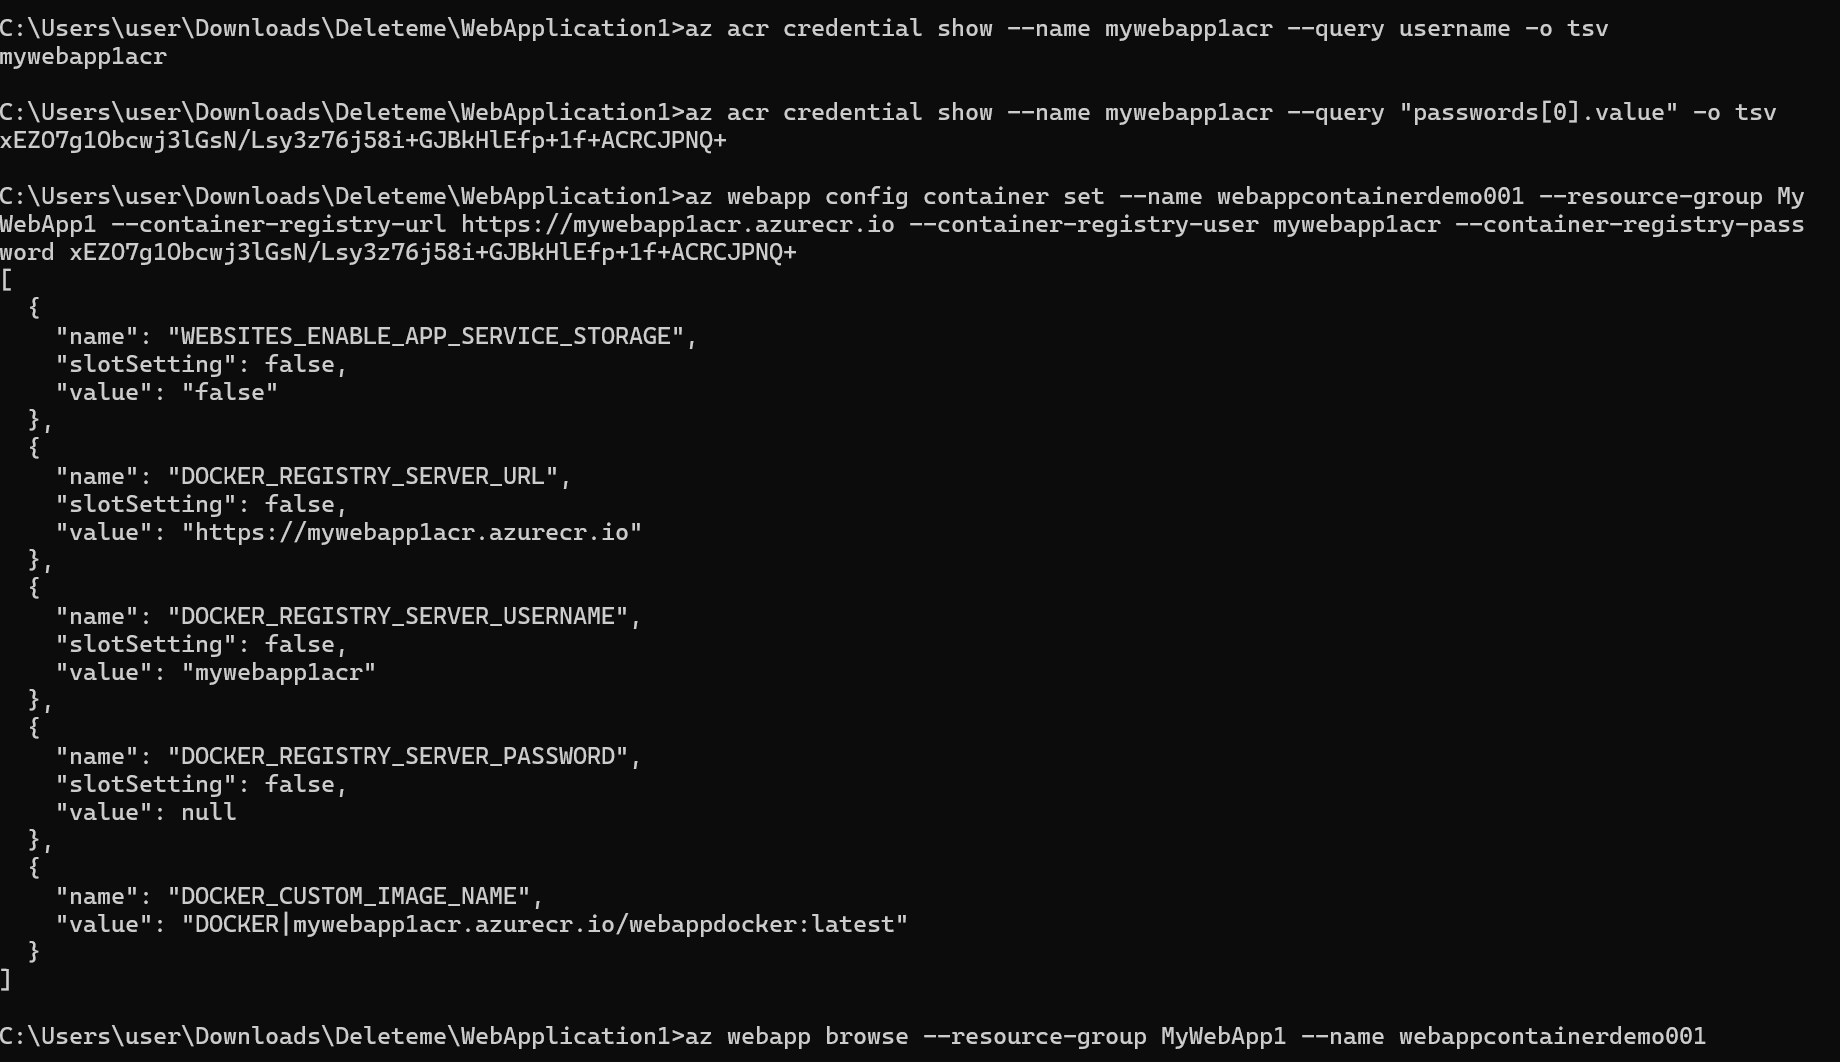 C:\Users\user\Downloads\Deleteme\WebApplication1>az acr credential show --name mywebapp1acr --query username -o tsv
mywebapp1acr
C:\Users\user\Downloads\Deleteme\WebApplication1>az acr credential show --name mywebapp1acr --query "passwords[0].value" -o tsv
xEZO7g1Obcwj3lGsN/Lsy3z76j58i+GJBkHlEfp+1f+ACRCJPNQ+
C:\Users\user\Downloads\Deleteme\WebApplication1>az webapp config container set --name webappcontainerdemo001 --resource-group My
WebApp1 --container-registry-url https://mywebapp1acr.azurecr.io --container-registry-user mywebapp1acr --container-registry-pass
word xEZO7g1Obcwj3lGsN/Lsy3z76j58i+GJBkHlEfp+1f+ACRCJPNQ+
[
  {
    "name": "WEBSITES_ENABLE_APP_SERVICE_STORAGE",
    "slotSetting": false,
    "value": "false"
  },
  {
    "name": "DOCKER_REGISTRY_SERVER_URL",
    "slotSetting": false,
    "value": "https://mywebapp1acr.azurecr.io"
  },
  {
    "name": "DOCKER_REGISTRY_SERVER_USERNAME",
    "slotSetting": false,
    "value": "mywebapp1acr"
  },
  {
    "name": "DOCKER_REGISTRY_SERVER_PASSWORD",
    "slotSetting": false,
    "value": null
  },
  {
    "name": "DOCKER_CUSTOM_IMAGE_NAME",
    "value": "DOCKER|mywebapp1acr.azurecr.io/webappdocker:latest"
  }
]
C:\Users\user\Downloads\Deleteme\WebApplication1>az webapp browse --resource-group MyWebApp1 --name webappcontainerdemo001